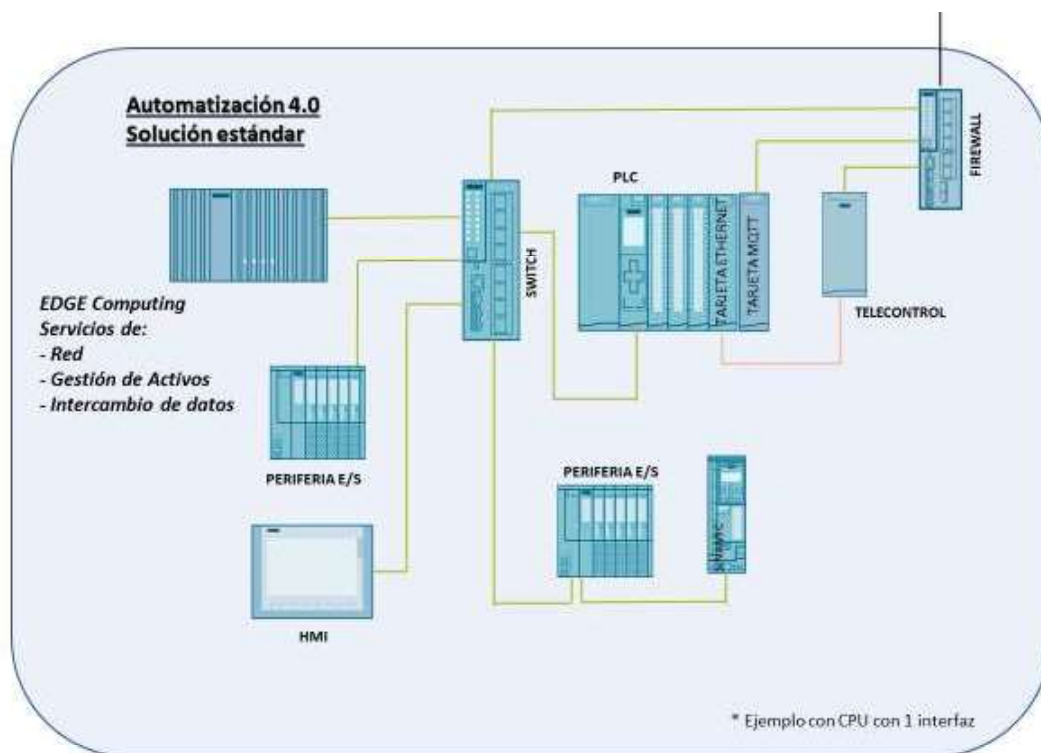 Automatización 4.0
Solución estándar
FIREWALL
PLC
SWITCH
TARJETA ETHERNET
TARJETA MQTT
TELECONTROL
EDGE Computing
Servicios de:
- Red
- Gestión de Activos
- Intercambio de datos
PERIFERIA E/S
PERIFERIA E/S
SINAMIC
HMI
* Ejemplo con CPU con 1 interfaz